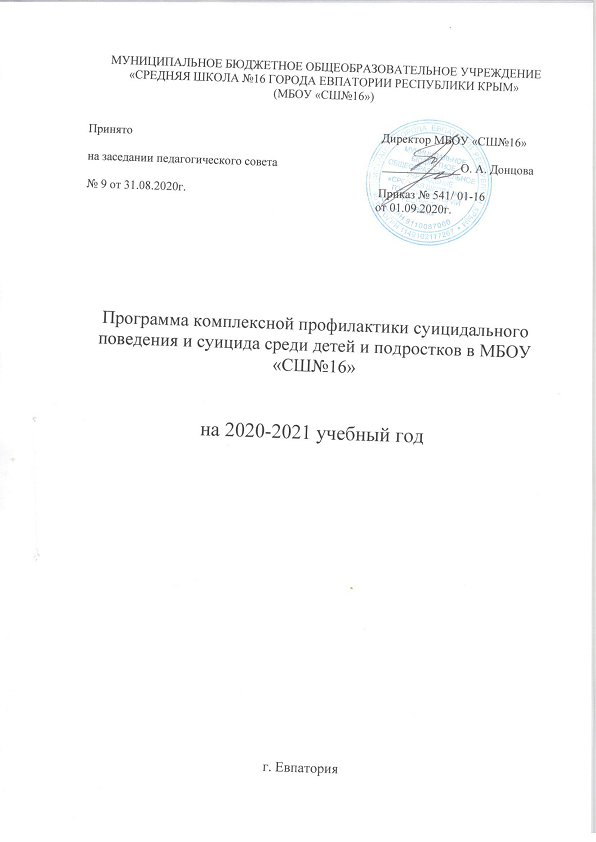 МУНИЦИПАЛЬНОЕ БЮДЖЕТНОЕ ОБЩЕОБРАЗОВАТЕЛЬНОЕ УЧРЕЖДЕНИЕ
«СРЕДНЯЯ ШКОЛА №16 ГОРОДА ЕВПАТОРИИ РЕСПУБЛИКИ КРЫМ»
(МБОУ «СШ№16»)
Принято
на заседании педагогического совета
№ 9 от 31.08.2020г.
Директор МБОУ «СШ№16»
О. А. Донцова
Приказ № 541/ 01-16
от 01.09.2020г.
Программа комплексной профилактики суицидального
поведения и суицида среди детей и подростков в МБОУ
«СШ№16»
на 2020-2021 учебный год
г. Евпатория